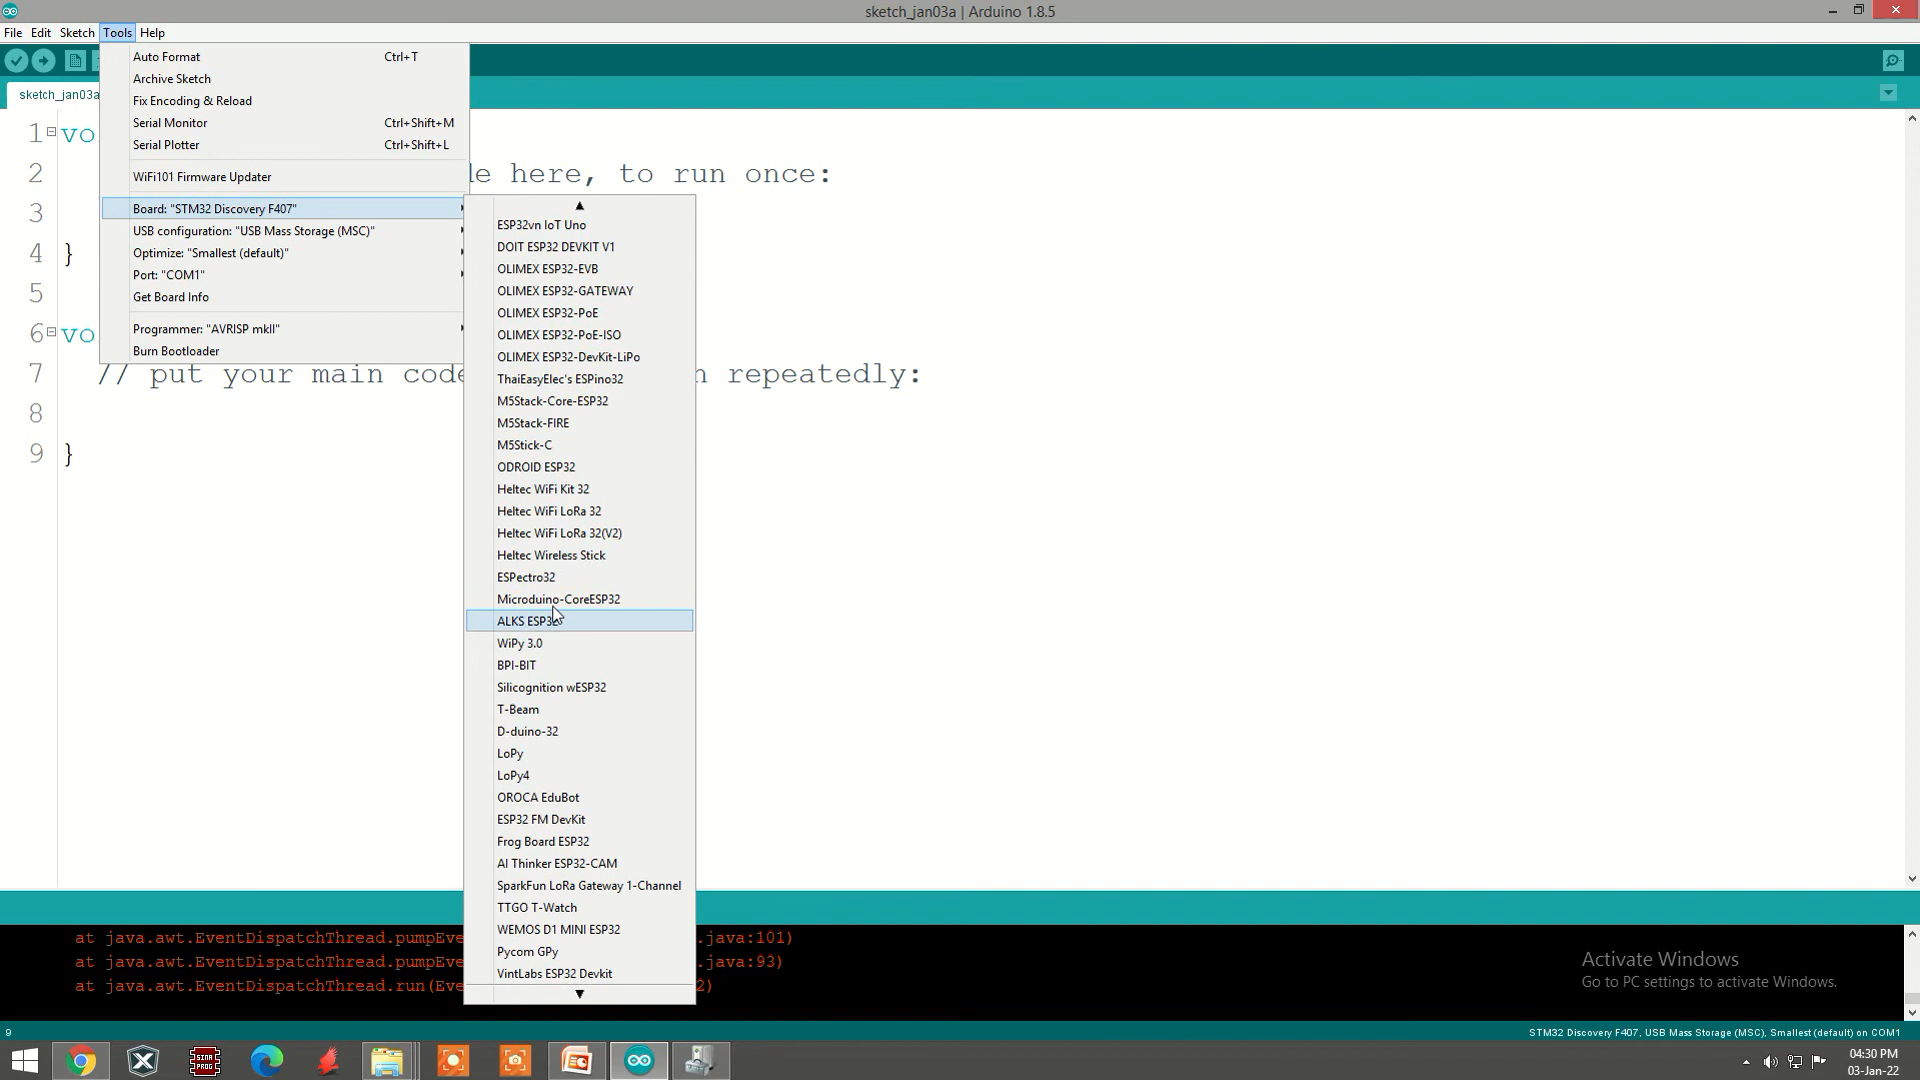 sketch_jan03a | Arduino 1.8.5
File Edit Sketch Tools Help
Auto Format Ctrl+T
Archive Sketch
Fix Encoding & Reload
Serial Monitor Ctrl+Shift+M
Serial Plotter Ctrl+Shift+L
WiFi101 Firmware Updater
Board: "STM32 Discovery F407"
USB configuration: "USB Mass Storage (MSC)"
Optimize: "Smallest (default)"
Port: "COM1"
Get Board Info
Programmer: "AVRISP mkII"
Burn Bootloader
sketch_jan03a
1 vo
2 de here, to run once:
3
4 }
5
6 vo
7 // put your main code n repeatedly:
8
9 }
ESP32vn IoT Uno
DOIT ESP32 DEVKIT V1
OLIMEX ESP32-EVB
OLIMEX ESP32-GATEWAY
OLIMEX ESP32-PoE
OLIMEX ESP32-PoE-ISO
OLIMEX ESP32-DevKit-LiPo
ThaiEasyElec's ESPino32
M5Stack-Core-ESP32
M5Stack-FIRE
M5Stick-C
ODROID ESP32
Heltec WiFi Kit 32
Heltec WiFi LoRa 32
Heltec WiFi LoRa 32(V2)
Heltec Wireless Stick
ESPectro32
Microduino-CoreESP32
ALKS ESP32
WiPy 3.0
BPI-BIT
Silicognition wESP32
T-Beam
D-duino-32
LoPy
LoPy4
OROCA EduBot
ESP32 FM DevKit
Frog Board ESP32
AI Thinker ESP32-CAM
SparkFun LoRa Gateway 1-Channel
TTGO T-Watch
WEMOS D1 MINI ESP32
Pycom GPy
VintLabs ESP32 Devkit
at java.awt.EventDispatchThread.pumpEve .java:101)
at java.awt.EventDispatchThread.pumpEve .java:93)
at java.awt.EventDispatchThread.run(Eve 2)
Activate Windows
Go to PC settings to activate Windows.
9
STM32 Discovery F407, USB Mass Storage (MSC), Smallest (default) on COM1
SINA
PROG
04:30 PM
03-Jan-22